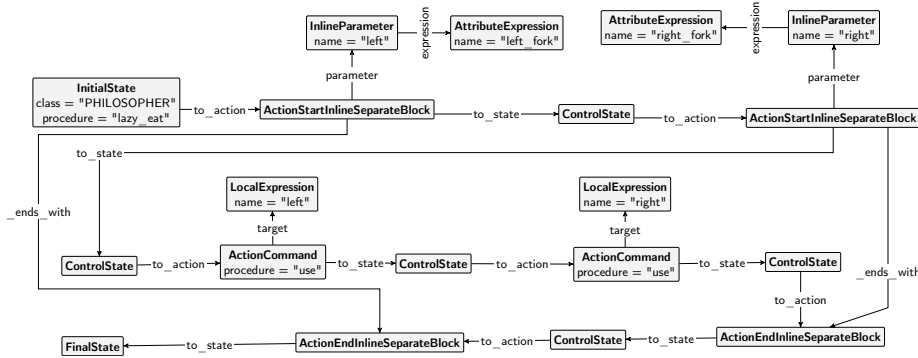 InlineParameter
name = "left"
expression
AttributeExpression
name = "left_fork"
AttributeExpression
name = "right_fork"
expression
InlineParameter
name = "right"
parameter
parameter
InitialState
class = "PHILOSOPHER"
procedure = "lazy_eat"
to_action
ActionStartInlineSeparateBlock
to_state
ControlState
to_action
ActionStartInlineSeparateBlock
to_state
LocalExpression
name = "left"
LocalExpression
name = "right"
_ends_with
target
target
ControlState
to_action
ActionCommand
procedure = "use"
to_state
ControlState
to_action
ActionCommand
procedure = "use"
to_state
ControlState
_ends_with
to_action
FinalState
to_state
ActionEndInlineSeparateBlock
to_action
ControlState
to_state
ActionEndInlineSeparateBlock